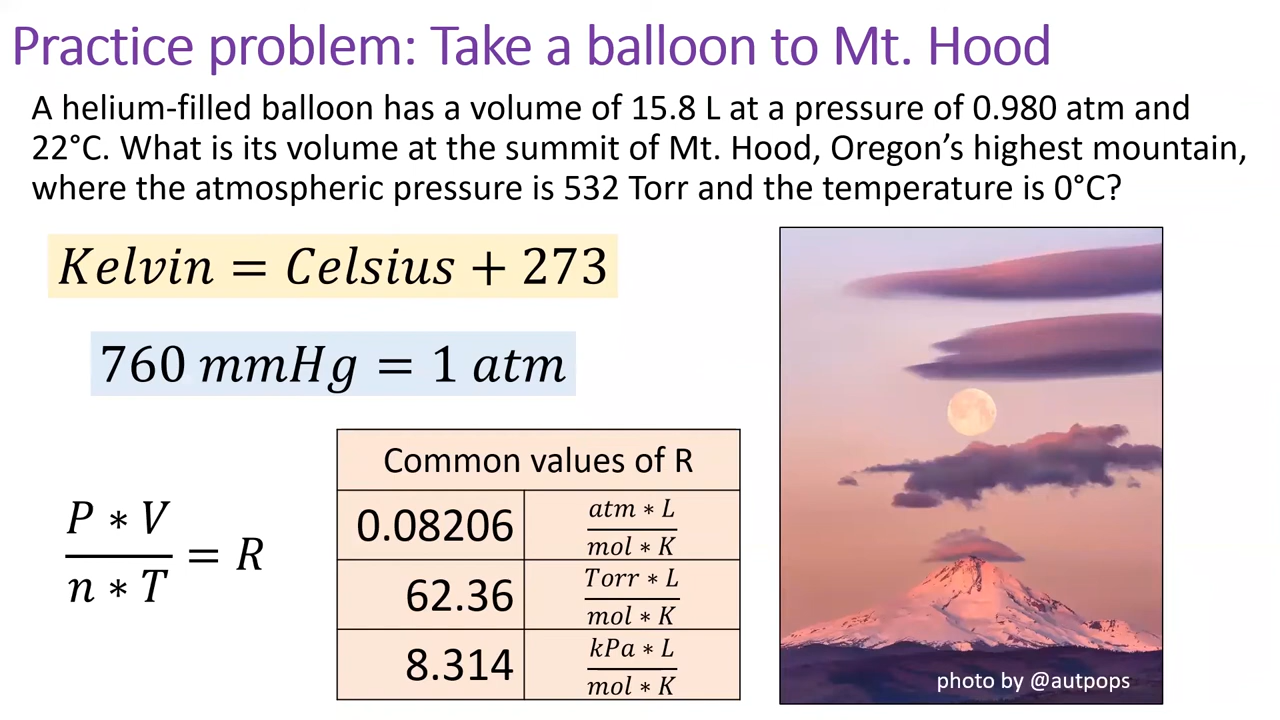 Practice problem: Take a balloon to Mt. Hood
A helium-filled balloon has a volume of 15.8 L at a pressure of 0.980 atm and
22°C. What is its volume at the summit of Mt. Hood, Oregon’s highest mountain,
where the atmospheric pressure is 532 Torr and the temperature is 0°C?
Kelvin = Celsius + 273
760 mmHg = 1 atm
P ∗ V
n ∗ T
= R
Common values of R
0.08206
atm ∗ L
mol ∗ K
62.36
Torr ∗ L
mol ∗ K
8.314
kPa ∗ L
mol ∗ K
photo by @autpops